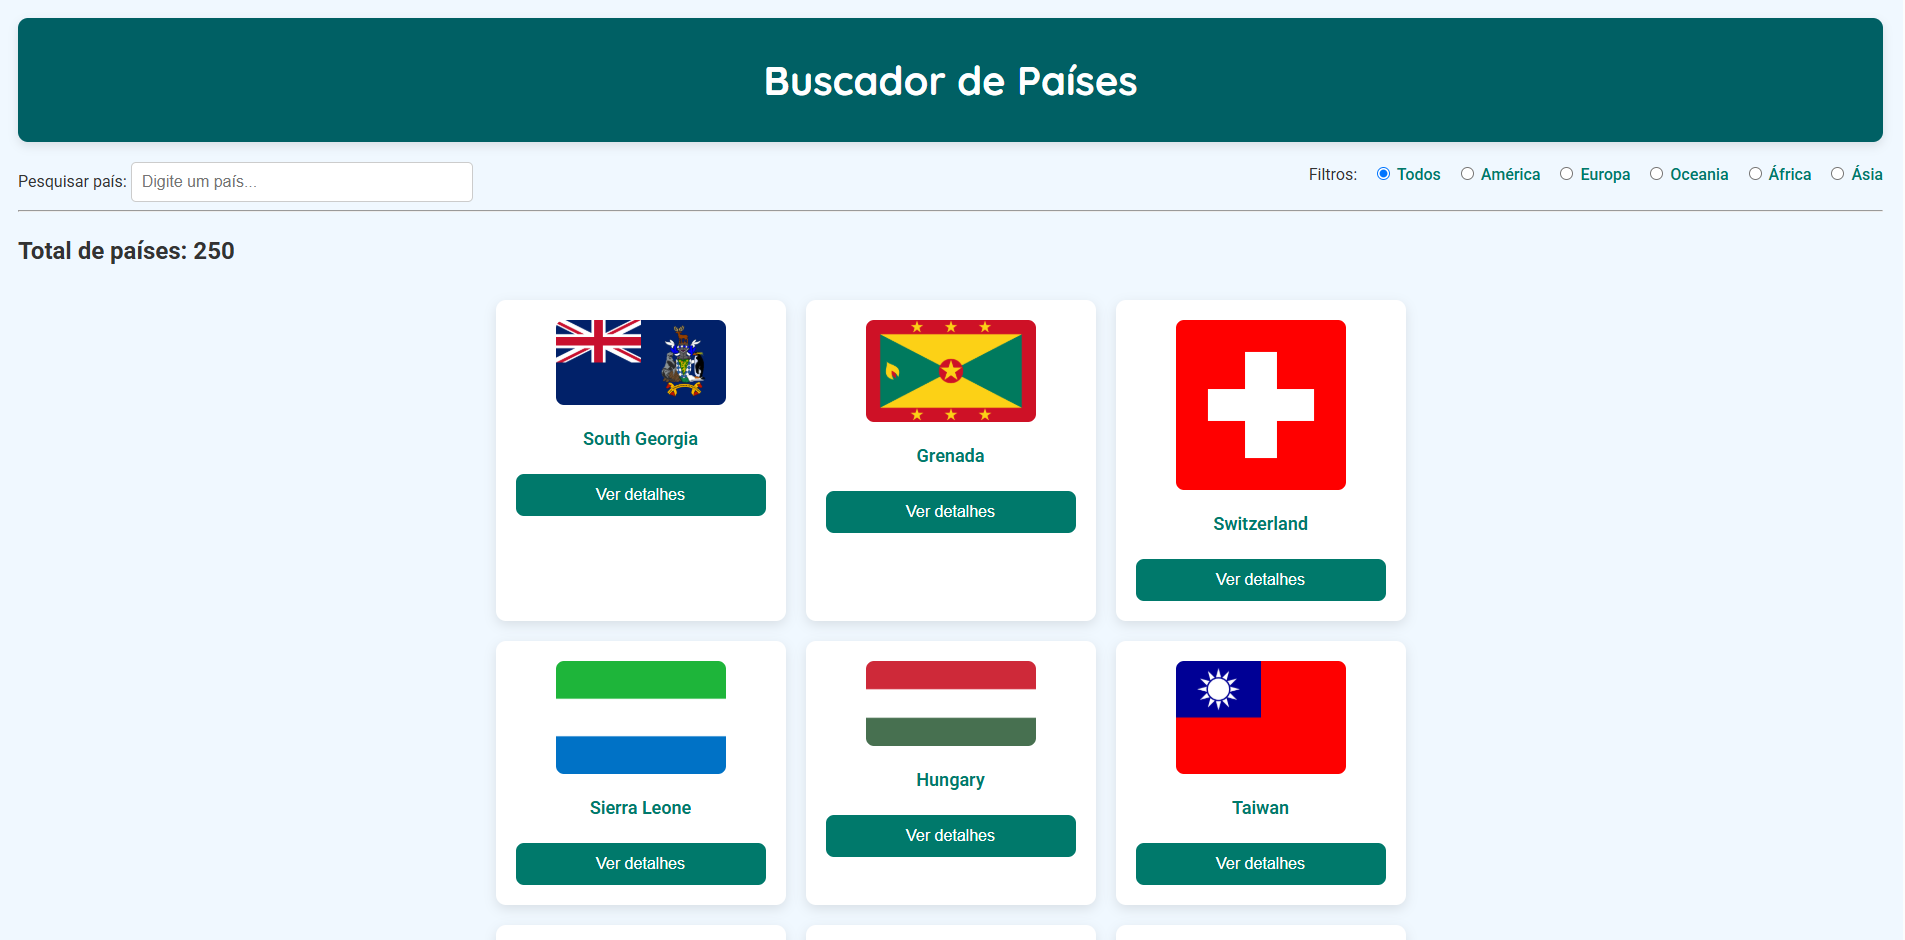 Buscador de Países
Pesquisar país: Digite um país...
Filtros: Todos América Europa Oceania África Ásia
Total de países: 250
South Georgia
Ver detalhes
Grenada
Ver detalhes
Switzerland
Ver detalhes
Sierra Leone
Ver detalhes
Hungary
Ver detalhes
Taiwan
Ver detalhes